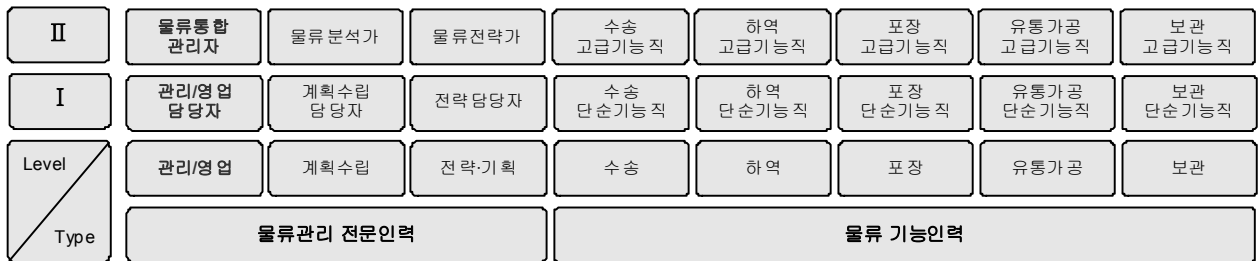 Ⅱ
물류통합
관리자
물류분석가
물류전략가
수송
고급기능직
하역
고급기능직
포장
고급기능직
유통가공
고급기능직
보관
고급기능직
Ⅰ
관리/영업
담당자
계획수립
담당자
전략담당자
수송
단순기능직
하역
단순기능직
포장
단순기능직
유통가공
단순기능직
보관
단순기능직
Level
Type
관리/영업
계획수립
전략·기획
수송
하역
포장
유통가공
보관
물류관리 전문인력
물류 기능인력